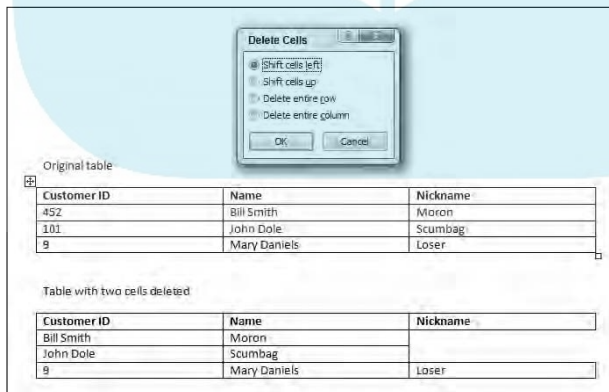 Delete Cells
Shift cells left
Shift cells up
Delete entire row
Delete entire column
OK Cancel
Original table
Customer ID Name Nickname
452 Bill Smith Moron
101 John Dole Scumbag
9 Mary Daniels Loser
Table with two cells deleted
Customer ID Name Nickname
Bill Smith Moron
John Dole Scumbag
9 Mary Daniels Loser